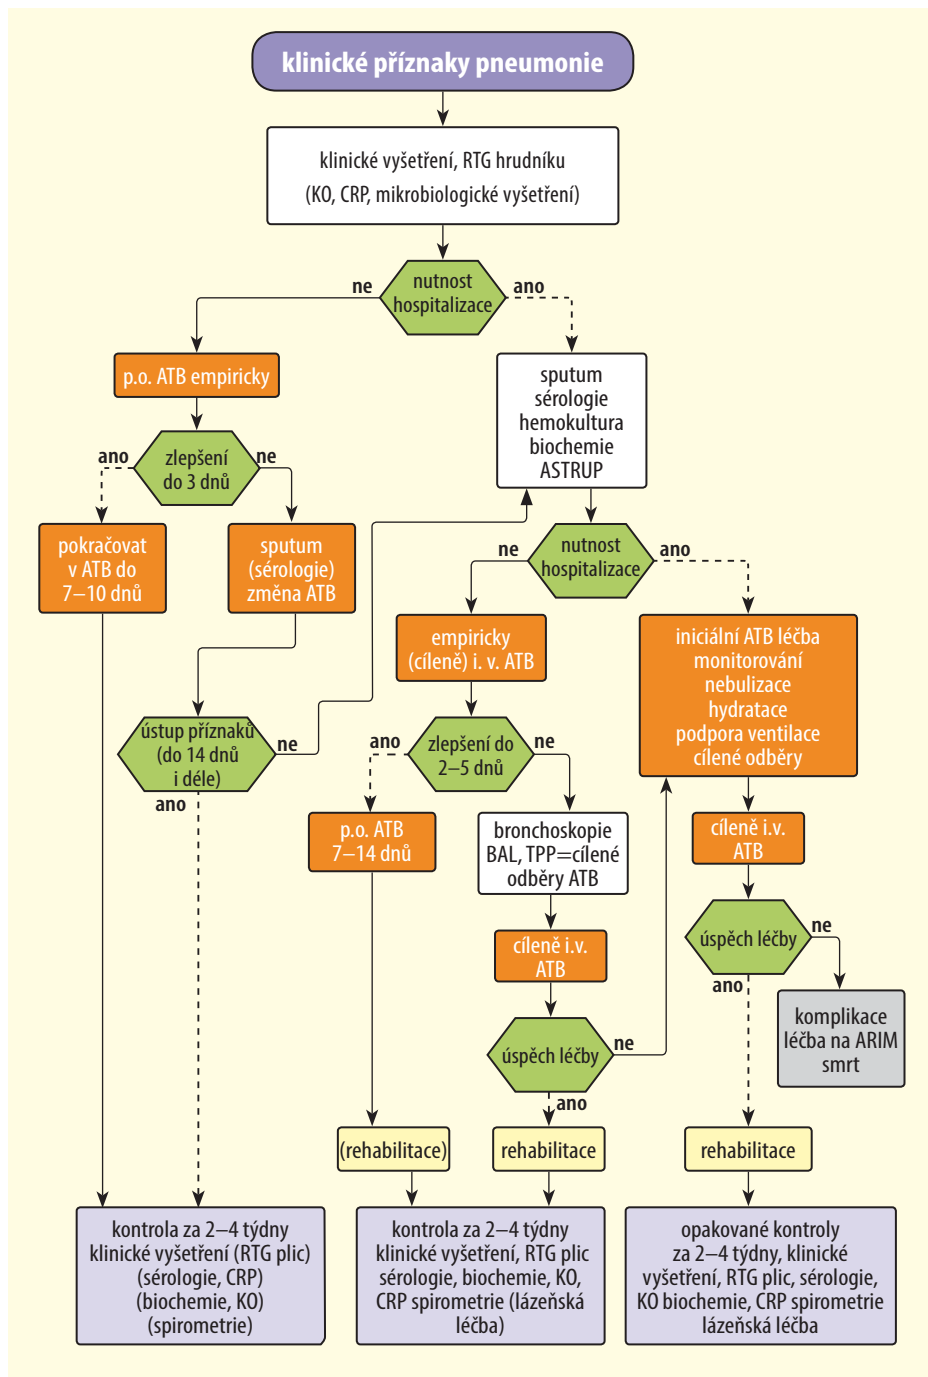 klinické příznaky pneumonie
klinické vyšetření, RTG hrudníku
(KO, CRP, mikrobiologické vyšetření)
nutnost
hospitalizace
ne
ano
p.o. ATB empiricky
sputum
sérologie
hemokultura
biochemie
ASTRUP
zlepšení
do 3 dnů
ano
ne
pokračovat
v ATB do
7–10 dnů
sputum
(sérologie)
změna ATB
nutnost
hospitalizace
ne
ano
empiricky
(cíleně) i. v. ATB
iniciální ATB léčba
monitorování
nebulizace
hydratace
podpora ventilace
cílené odběry
ústup příznaků
(do 14 dnů
i déle)
ne
ano
zlepšení do
2–5 dnů
ano
ne
p.o. ATB
7–14 dnů
bronchoskopie
BAL, TPP=cílené
odběry ATB
cíleně i.v.
ATB
cíleně i.v.
ATB
úspěch léčby
ne
ano
komplikace
léčba na ARIM
smrt
úspěch léčby
ne
ano
(rehabilitace)
rehabilitace
rehabilitace
kontrola za 2–4 týdny
klinické vyšetření (RTG plic)
(sérologie, CRP)
(biochemie, KO)
(spirometrie)
kontrola za 2–4 týdny
klinické vyšetření, RTG plic
sérologie, biochemie, KO,
CRP spirometrie (lázeňská
léčba)
opakované kontroly
za 2–4 týdny, klinické
vyšetření, RTG plic, sérologie,
KO biochemie, CRP spirometrie
lázeňská léčba